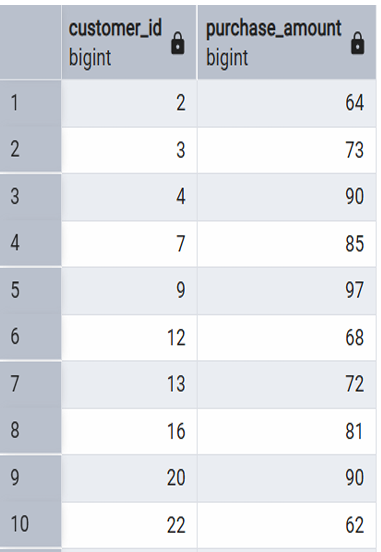 customer_id purchase_amount
bigint bigint
1 2 64
2 3 73
3 4 90
4 7 85
5 9 97
6 12 68
7 13 72
8 16 81
9 20 90
10 22 62